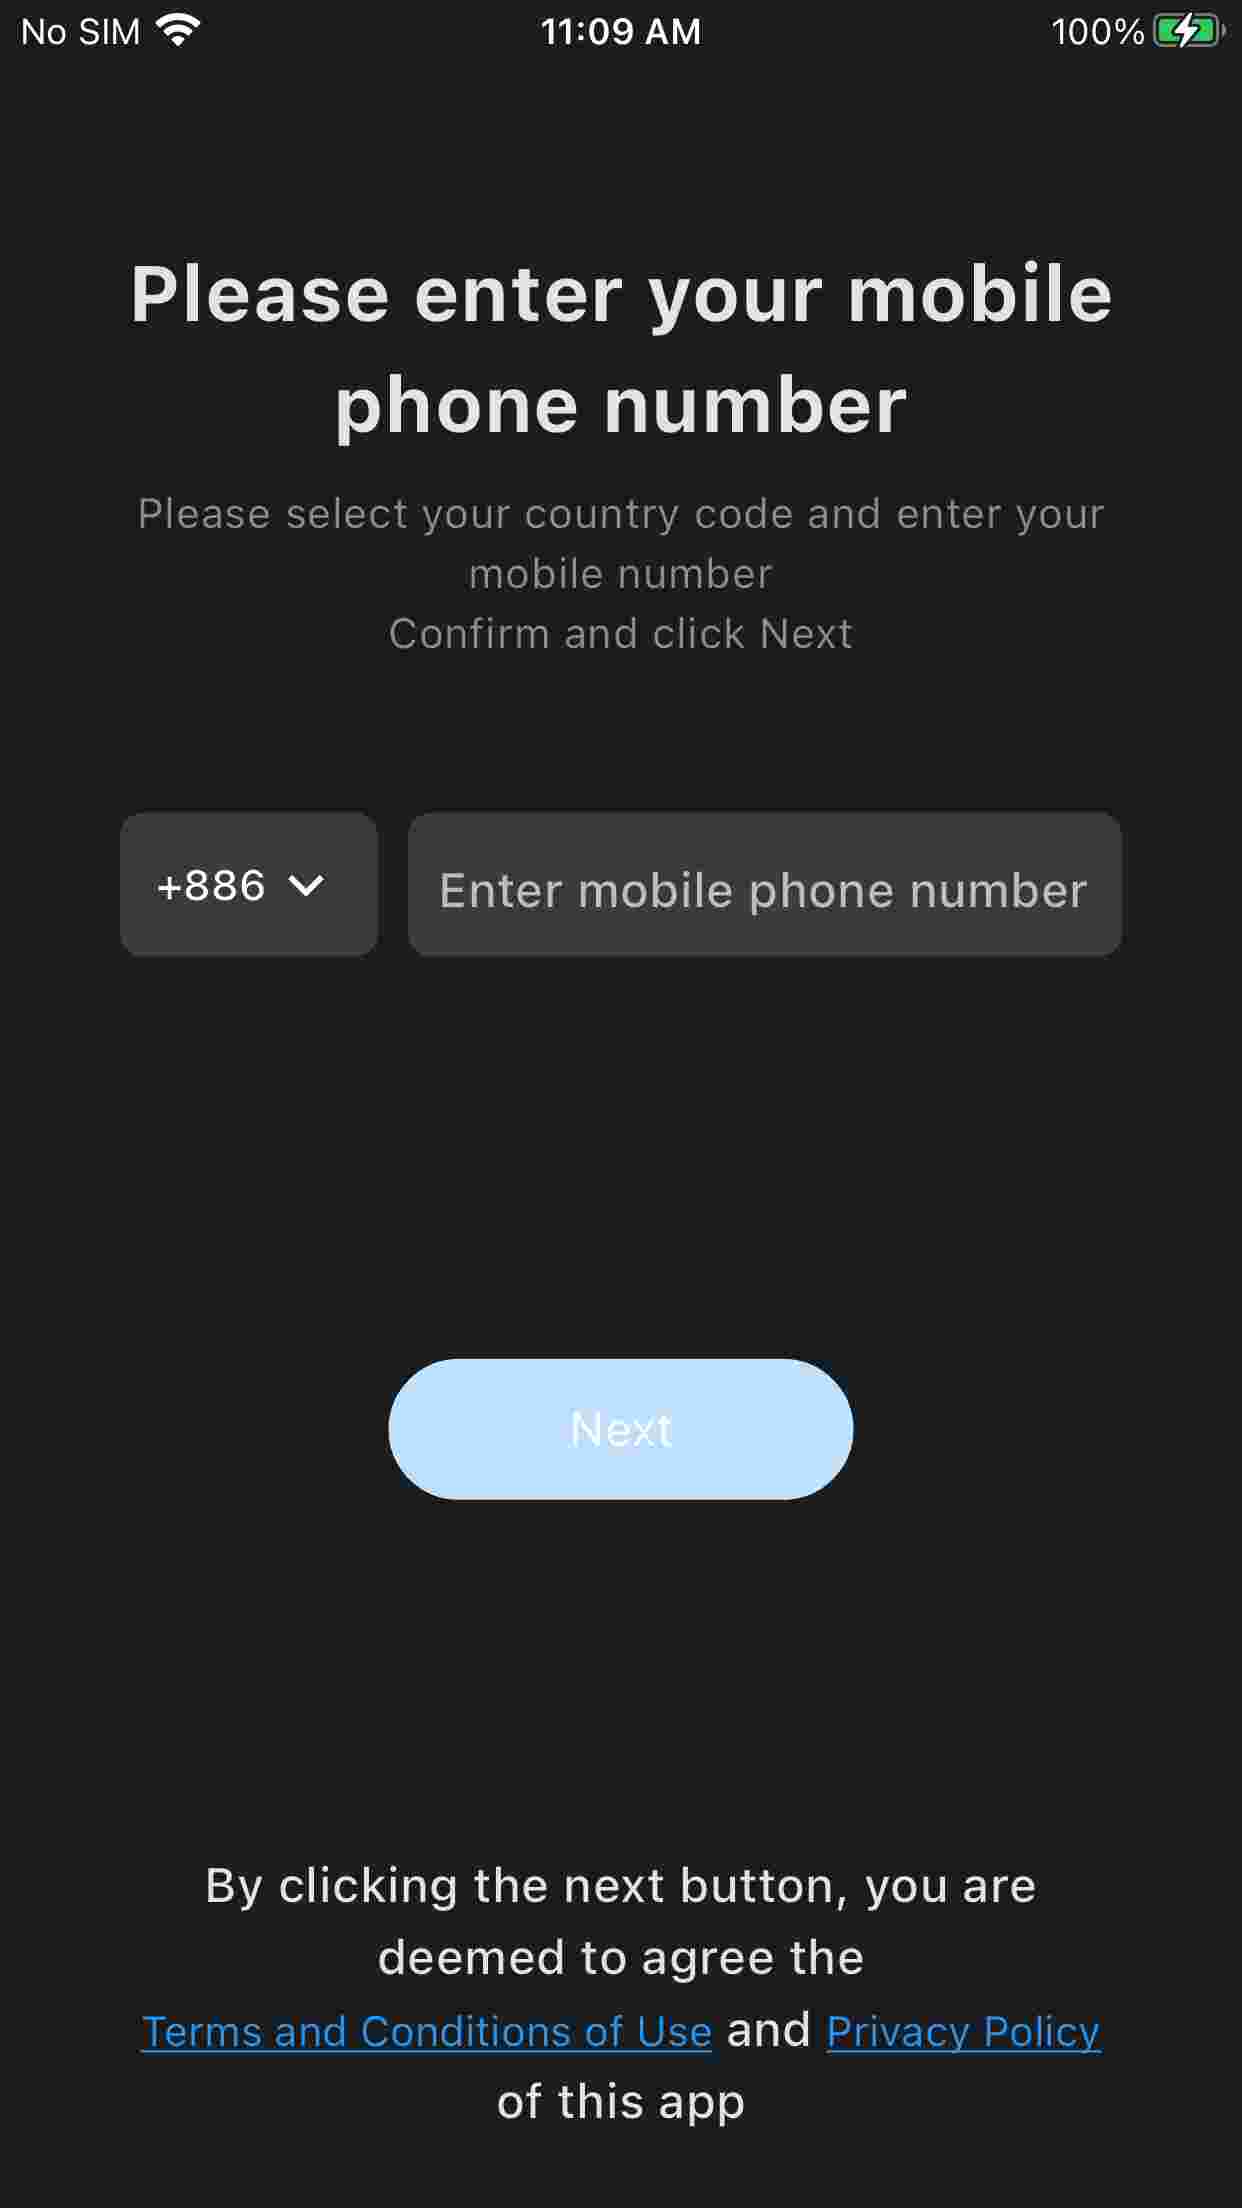 No SIM 11:09 AM 100%
Please enter your mobile
phone number
Please select your country code and enter your
mobile number
Confirm and click Next
+886 Enter mobile phone number
Next
By clicking the next button, you are
deemed to agree the
Terms and Conditions of Use and Privacy Policy
of this app